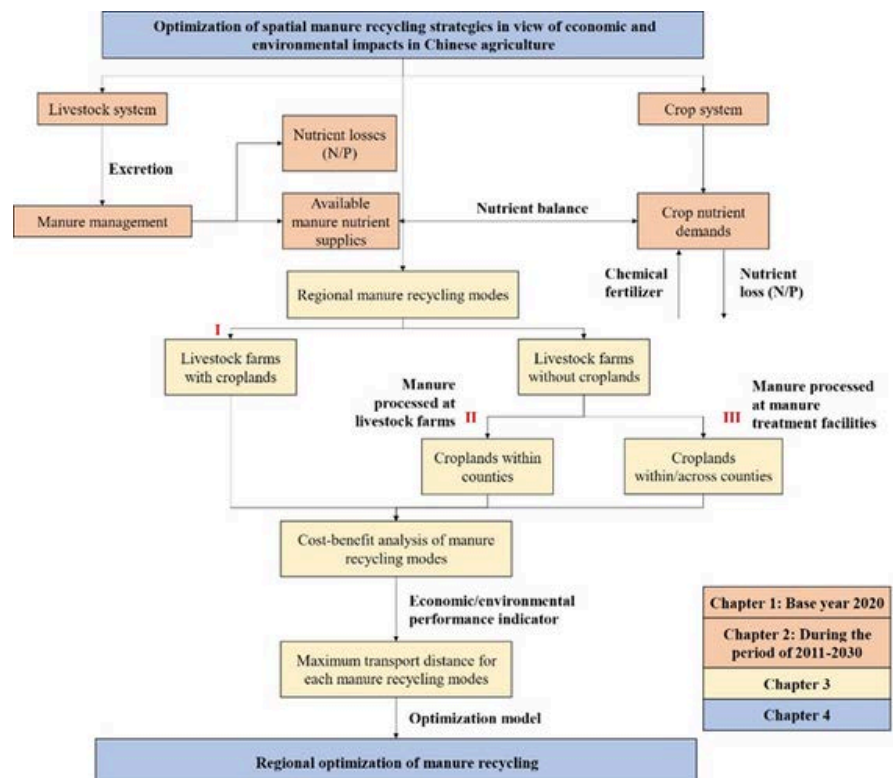 Optimization of spatial manure recycling strategies in view of economic and
environmental impacts in Chinese agriculture
Livestock system
Crop system
Nutrient losses
(N/P)
Excretion
Manure management
Available
manure nutrient
supplies
Nutrient balance
Crop nutrient
demands
Chemical
fertilizer
Nutrient
loss (N/P)
Regional manure recycling modes
I
Livestock farms
with croplands
Livestock farms
without croplands
Manure
processed at
livestock farms
II
III
Manure processed
at manure
treatment facilities
Croplands within
counties
Croplands
within/across counties
Cost-benefit analysis of manure
recycling modes
Economic/environmental
performance indicator
Maximum transport distance for
each manure recycling modes
Optimization model
Regional optimization of manure recycling
Chapter 1: Base year 2020
Chapter 2: During the
period of 2011-2030
Chapter 3
Chapter 4